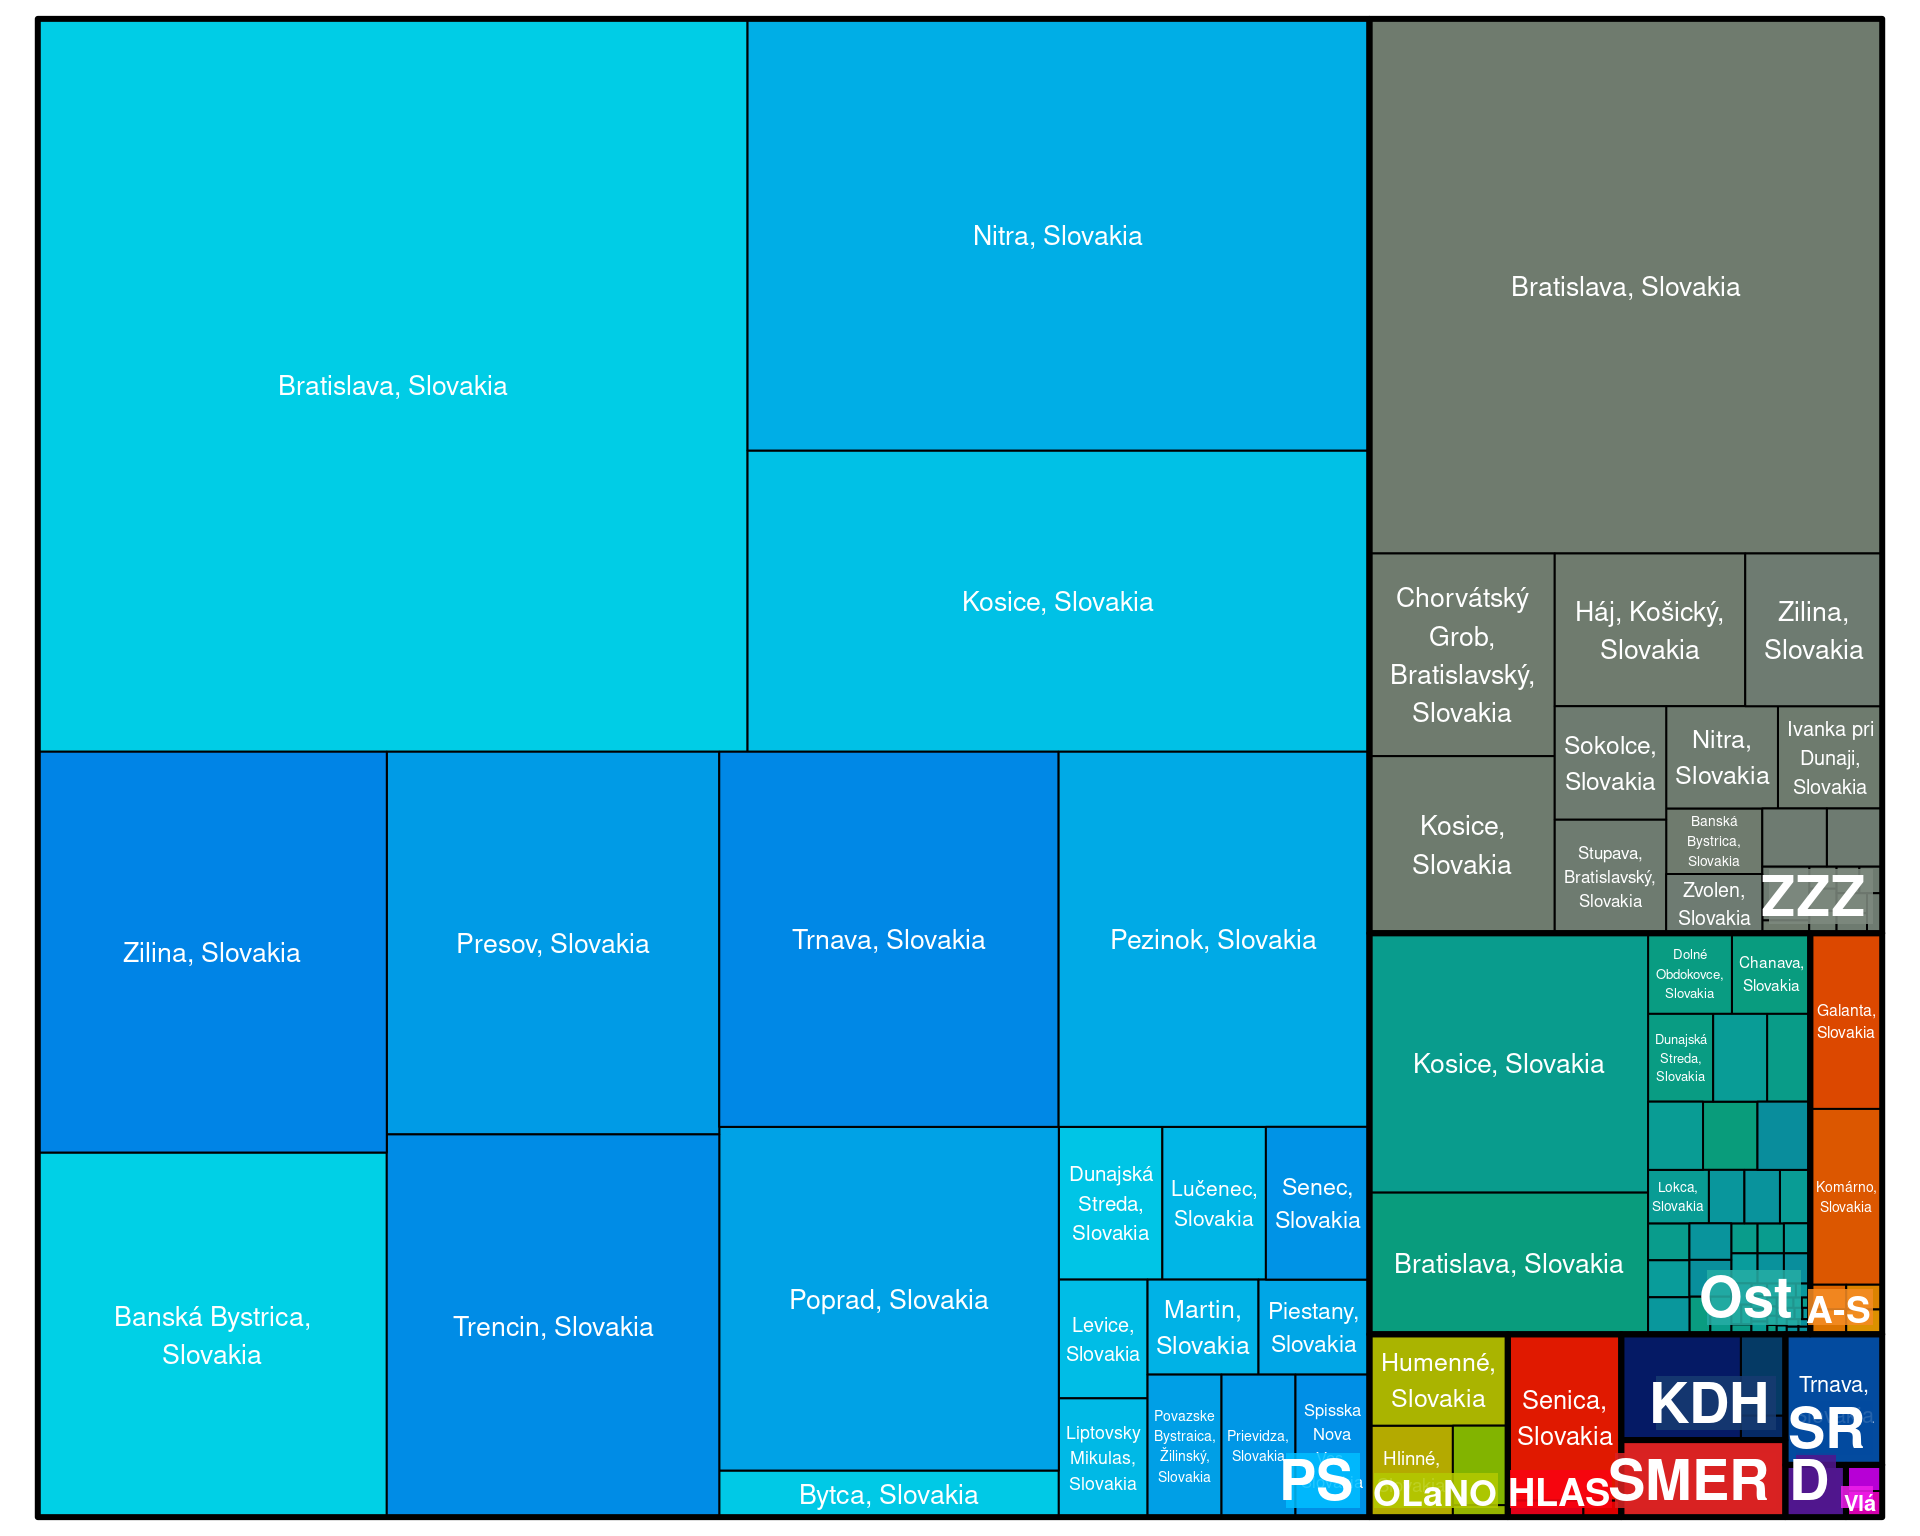 Bratislava, Slovakia
Nitra, Slovakia
Kosice, Slovakia
Zilina, Slovakia
Presov, Slovakia
Trnava, Slovakia
Pezinok, Slovakia
Banská Bystrica,
Slovakia
Trencin, Slovakia
Poprad, Slovakia
Bytca, Slovakia
Dunajská
Streda,
Slovakia
Lučenec,
Slovakia
Senec,
Slovakia
Levice,
Slovakia
Martin,
Slovakia
Piestany,
Slovakia
Liptovsky
Mikulas,
Slovakia
Povazske
Bystraica,
Žilinský,
Slovakia
Prievidza,
Slovakia
Spisska
Nova
PS
Bratislava, Slovakia
Chorvátský
Grob,
Bratislavský,
Slovakia
Háj, Košický,
Slovakia
Zilina,
Slovakia
Kosice,
Slovakia
Sokolce,
Slovakia
Nitra,
Slovakia
Ivanka pri
Dunaji,
Slovakia
Stupava,
Bratislavský,
Slovakia
Banská
Bystrica,
Slovakia
Zvolen,
Slovakia
ZZZ
Kosice, Slovakia
Bratislava, Slovakia
Dolné
Obdokovce,
Slovakia
Chanava,
Slovakia
Dunajská
Streda,
Slovakia
Lokca,
Slovakia
Ost
Galanta,
Slovakia
Komárno,
Slovakia
A-S
Humenné,
Slovakia
Hlinné,
OLaNO
Senica,
Slovakia
HLAS
KDH
SMER
Trnava,
SR
D
Vlá